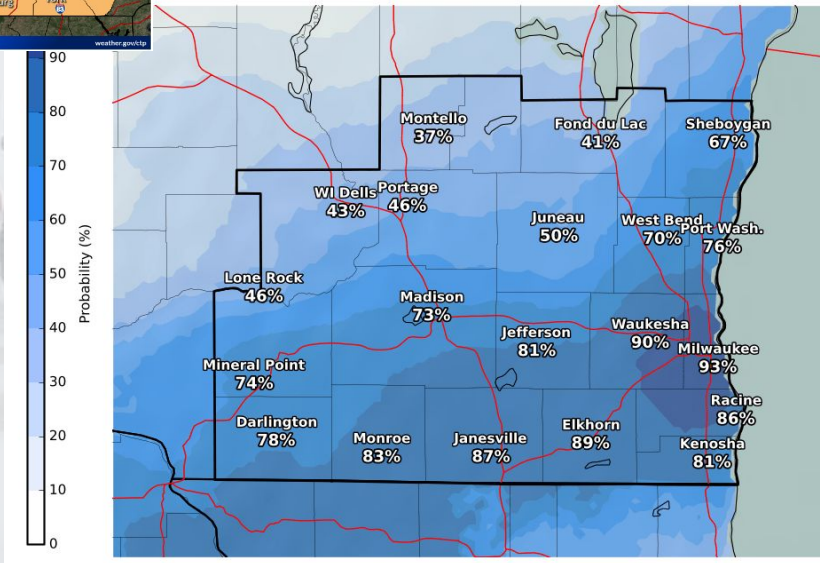 weather.gov/ctp
90
80
70
60
50
40
30
20
10
0
Probability (%)
Montello
37%
Fond du Lac
41%
Sheboygan
67%
WI Dells
43%
Portage
46%
Juneau
50%
West Bend
70%
Port Wash.
76%
Lone Rock
46%
Madison
73%
Jefferson
81%
Waukesha
90%
Milwaukee
93%
Mineral Point
74%
Racine
86%
Darlington
78%
Monroe
83%
Janesville
87%
Elkhorn
89%
Kenosha
81%